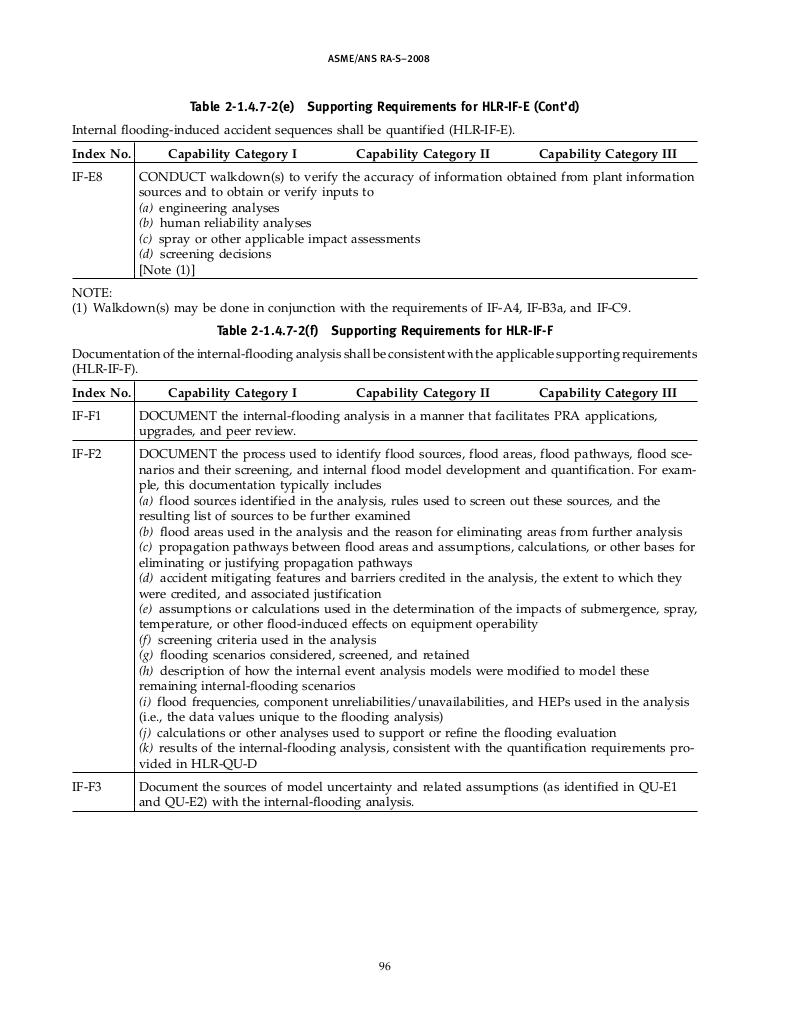 ASME/ANS RA-S–2008
Table 2-1.4.7-2(e) Supporting Requirements for HLR-IF-E (Cont’d)
Internal flooding-induced accident sequences shall be quantified (HLR-IF-E).
Index No. Capability Category I Capability Category II Capability Category III
IF-E8 CONDUCT walkdown(s) to verify the accuracy of information obtained from plant information
sources and to obtain or verify inputs to
(a) engineering analyses
(b) human reliability analyses
(c) spray or other applicable impact assessments
(d) screening decisions
[Note (1)]
NOTE:
(1) Walkdown(s) may be done in conjunction with the requirements of IF-A4, IF-B3a, and IF-C9.
Table 2-1.4.7-2(f) Supporting Requirements for HLR-IF-F
Documentation of the internal-flooding analysis shall be consistent with the applicable supporting requirements
(HLR-IF-F).
Index No. Capability Category I Capability Category II Capability Category III
IF-F1 DOCUMENT the internal-flooding analysis in a manner that facilitates PRA applications,
upgrades, and peer review.
IF-F2 DOCUMENT the process used to identify flood sources, flood areas, flood pathways, flood sce-
narios and their screening, and internal flood model development and quantification. For exam-
ple, this documentation typically includes
(a) flood sources identified in the analysis, rules used to screen out these sources, and the
resulting list of sources to be further examined
(b) flood areas used in the analysis and the reason for eliminating areas from further analysis
(c) propagation pathways between flood areas and assumptions, calculations, or other bases for
eliminating or justifying propagation pathways
(d) accident mitigating features and barriers credited in the analysis, the extent to which they
were credited, and associated justification
(e) assumptions or calculations used in the determination of the impacts of submergence, spray,
temperature, or other flood-induced effects on equipment operability
(f) screening criteria used in the analysis
(g) flooding scenarios considered, screened, and retained
(h) description of how the internal event analysis models were modified to model these
remaining internal-flooding scenarios
(i) flood frequencies, component unreliabilities/unavailabilities, and HEPs used in the analysis
(i.e., the data values unique to the flooding analysis)
(j) calculations or other analyses used to support or refine the flooding evaluation
(k) results of the internal-flooding analysis, consistent with the quantification requirements pro-
vided in HLR-QU-D
IF-F3 Document the sources of model uncertainty and related assumptions (as identified in QU-E1
and QU-E2) with the internal-flooding analysis.
96